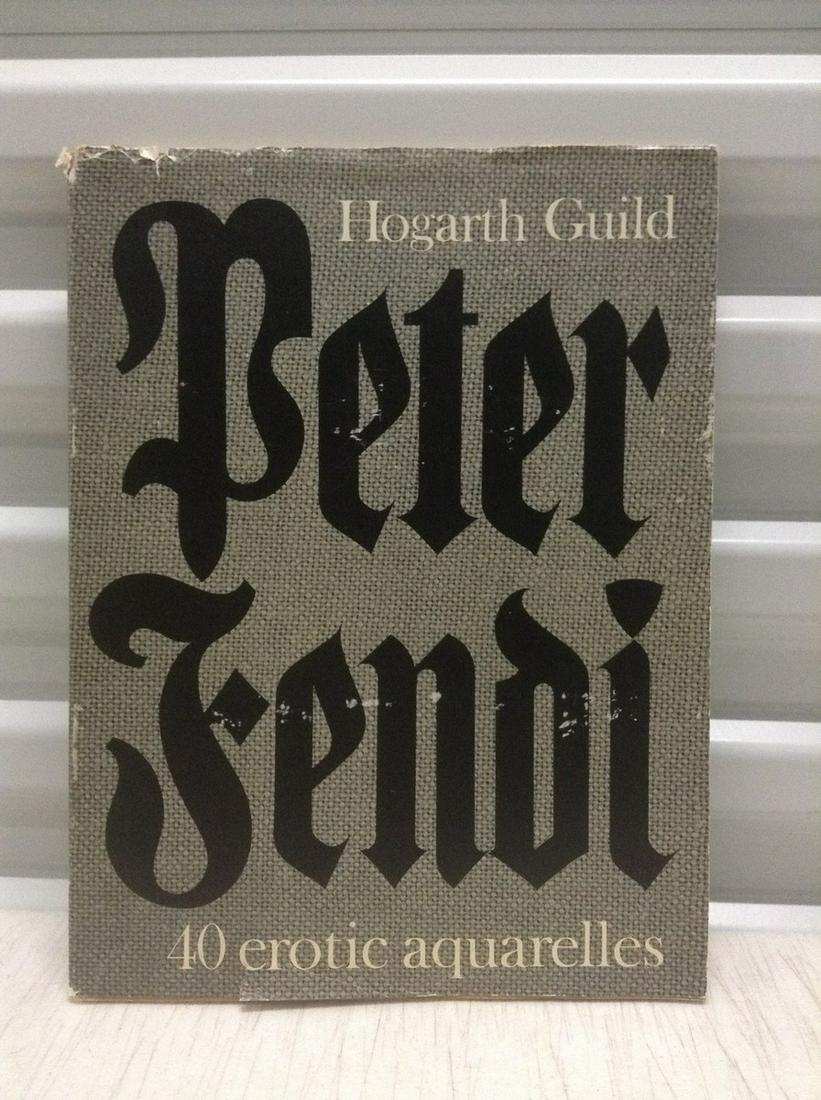 Hogarth Guild
Peter
Fendi
40 erotic aquarelles